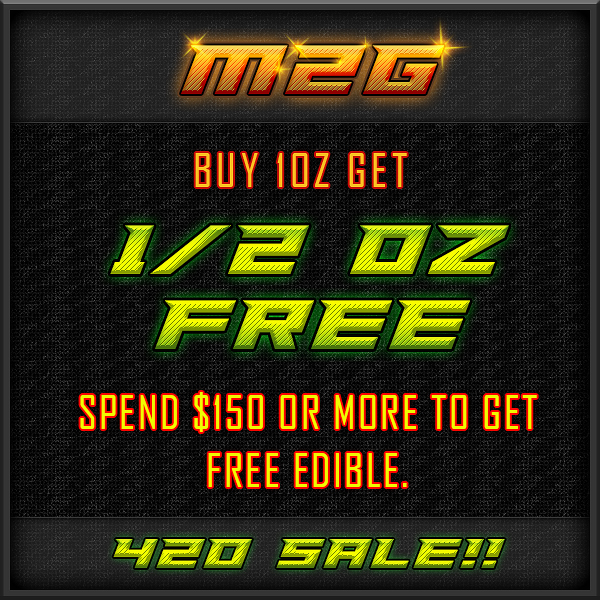 M2G
BUY 1OZ GET
1/2 OZ
FREE
SPEND $150 OR MORE TO GET
FREE EDIBLE.
420 SALE!!